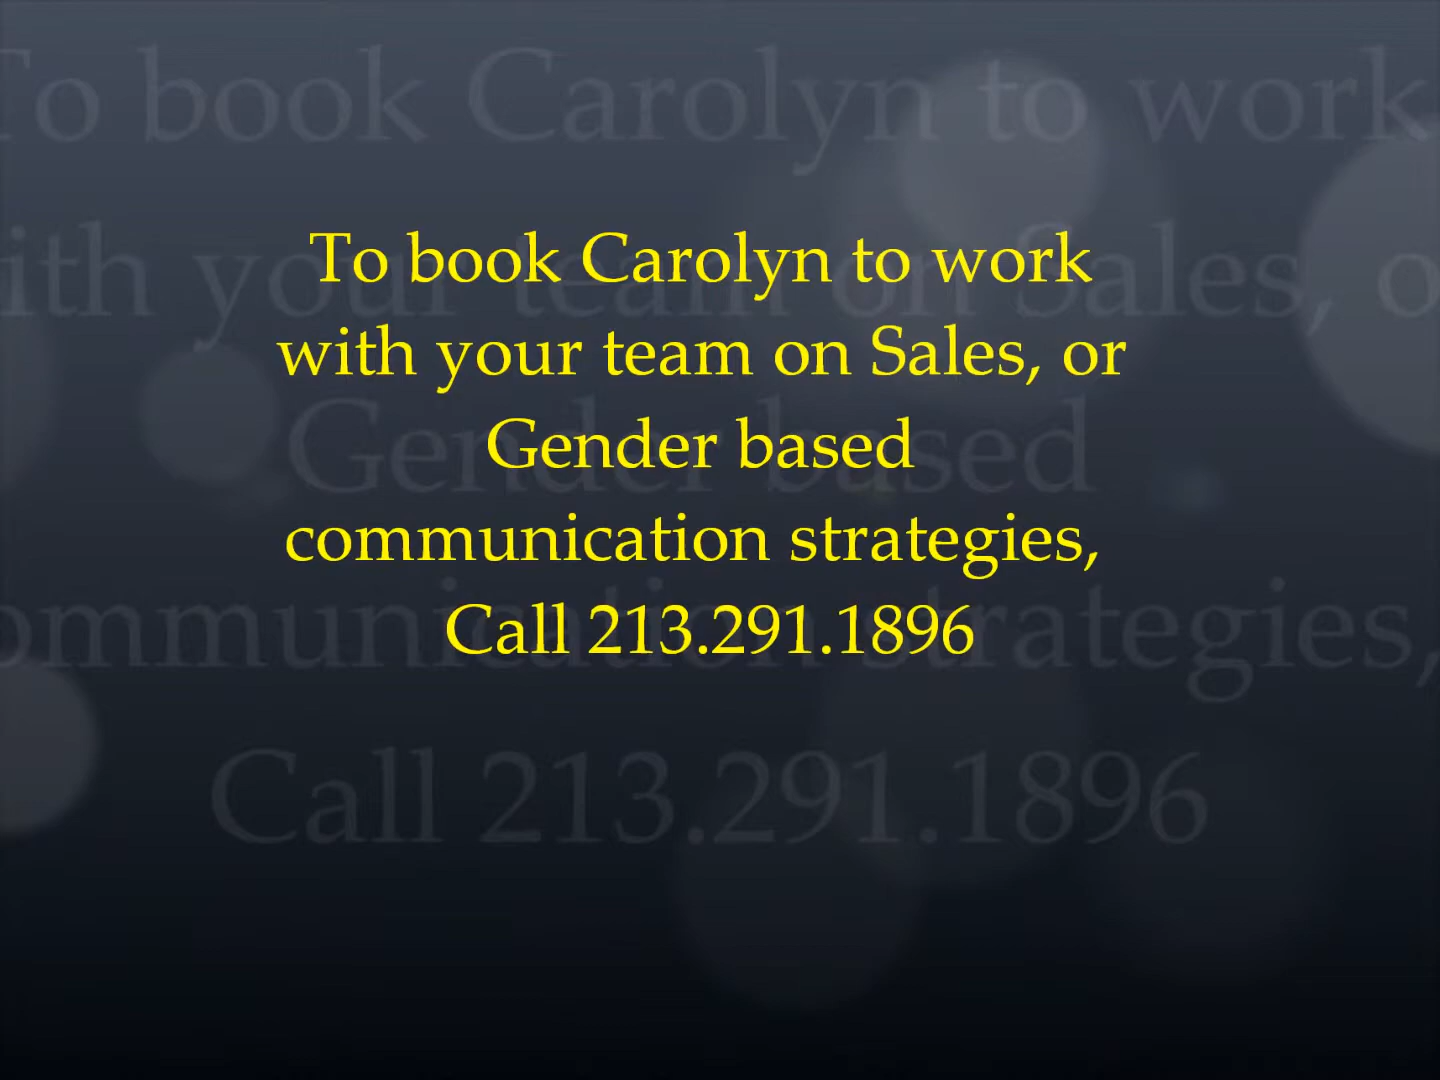 To book Carolyn to work
with your team on Sales, or
Gender based
communication strategies,
Call 213.291.1896